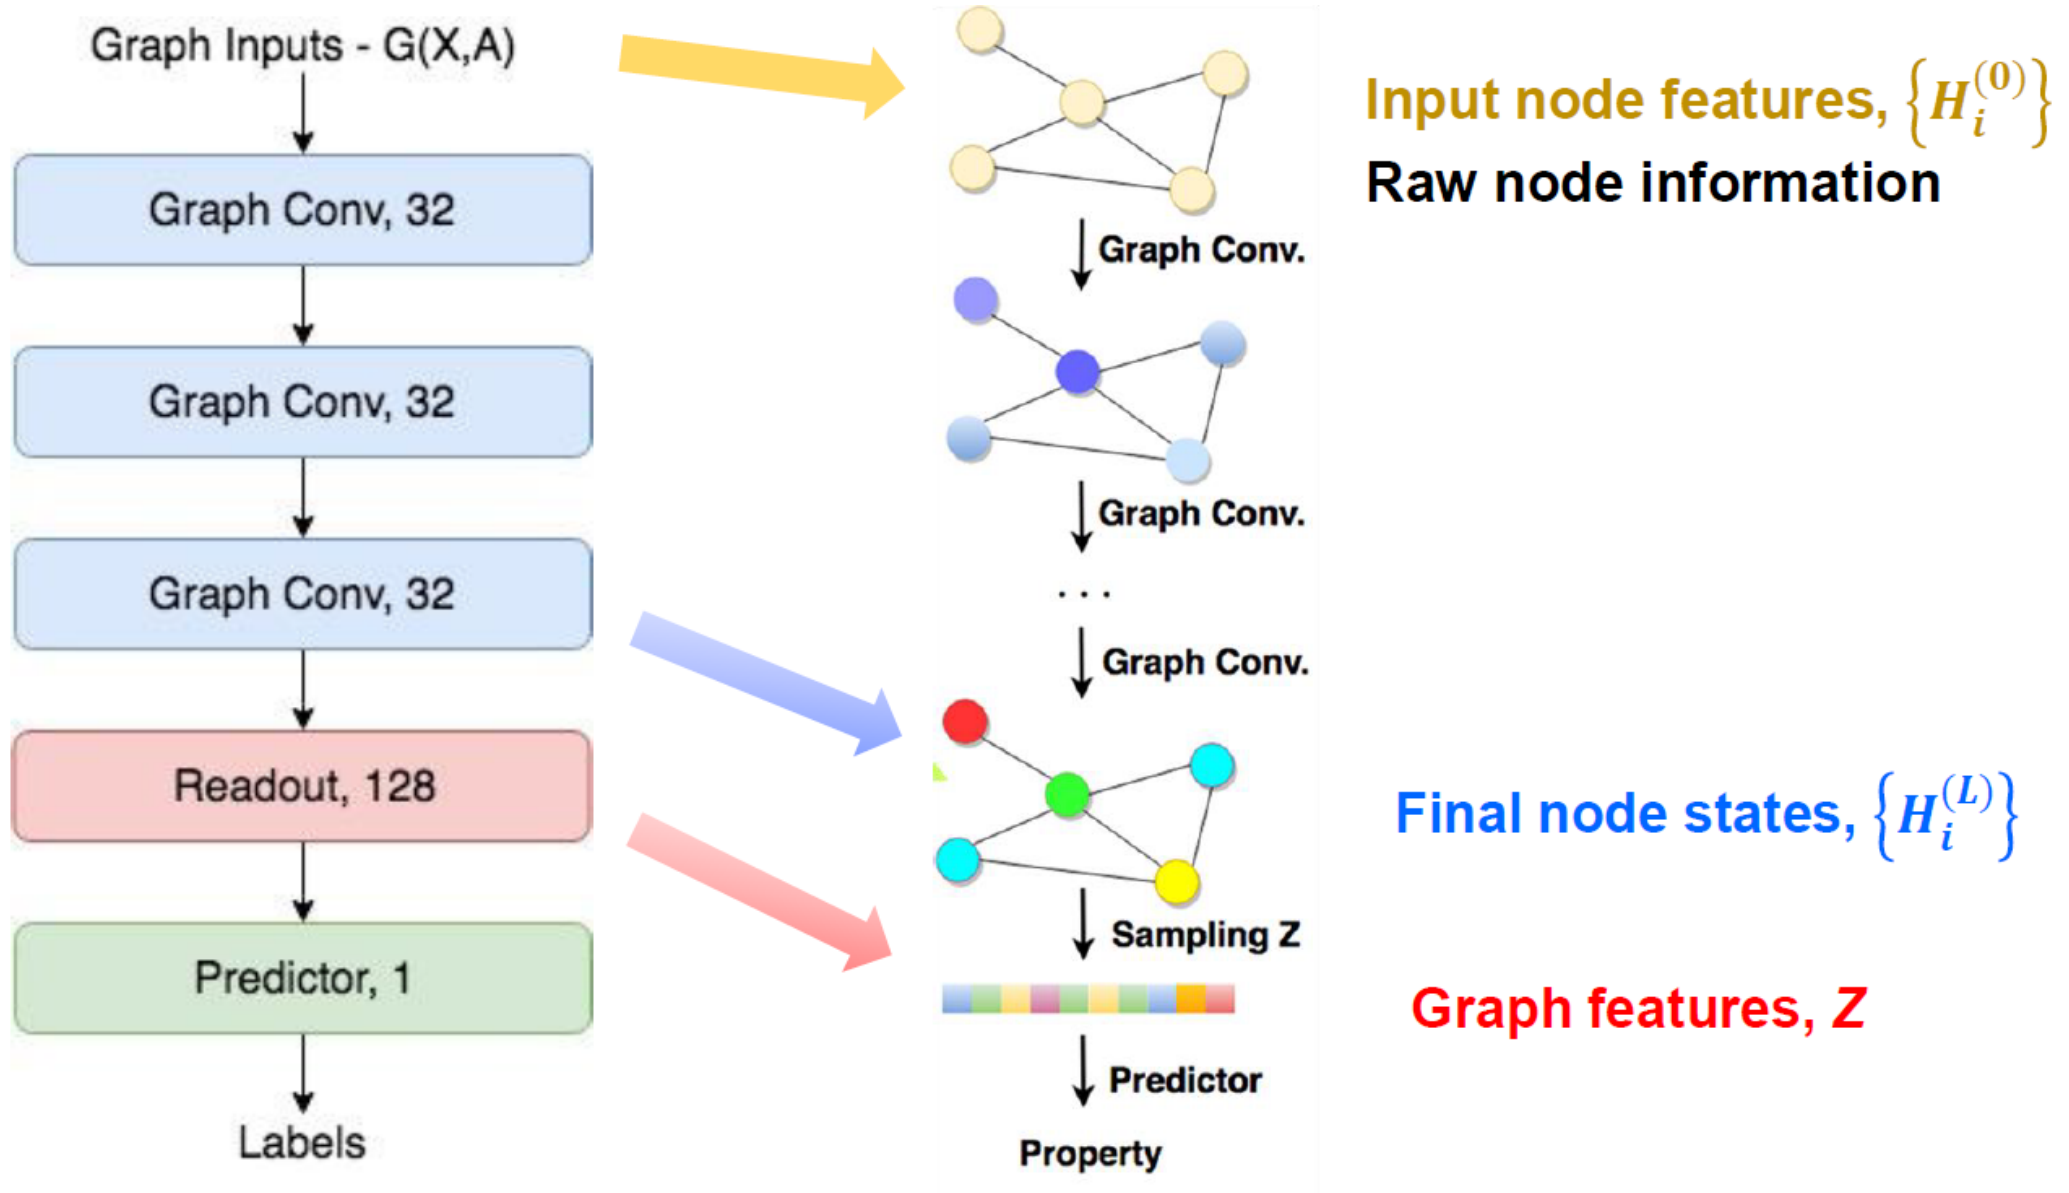 Graph Inputs - G(X,A)
Graph Conv, 32
Graph Conv, 32
Graph Conv, 32
Readout, 128
Predictor, 1
Labels
Graph Conv.
Graph Conv.
...
Graph Conv.
Sampling Z
Predictor
Property
Input node features, {H_i^(0)}
Raw node information
Final node states, {H_i^(L)}
Graph features, Z